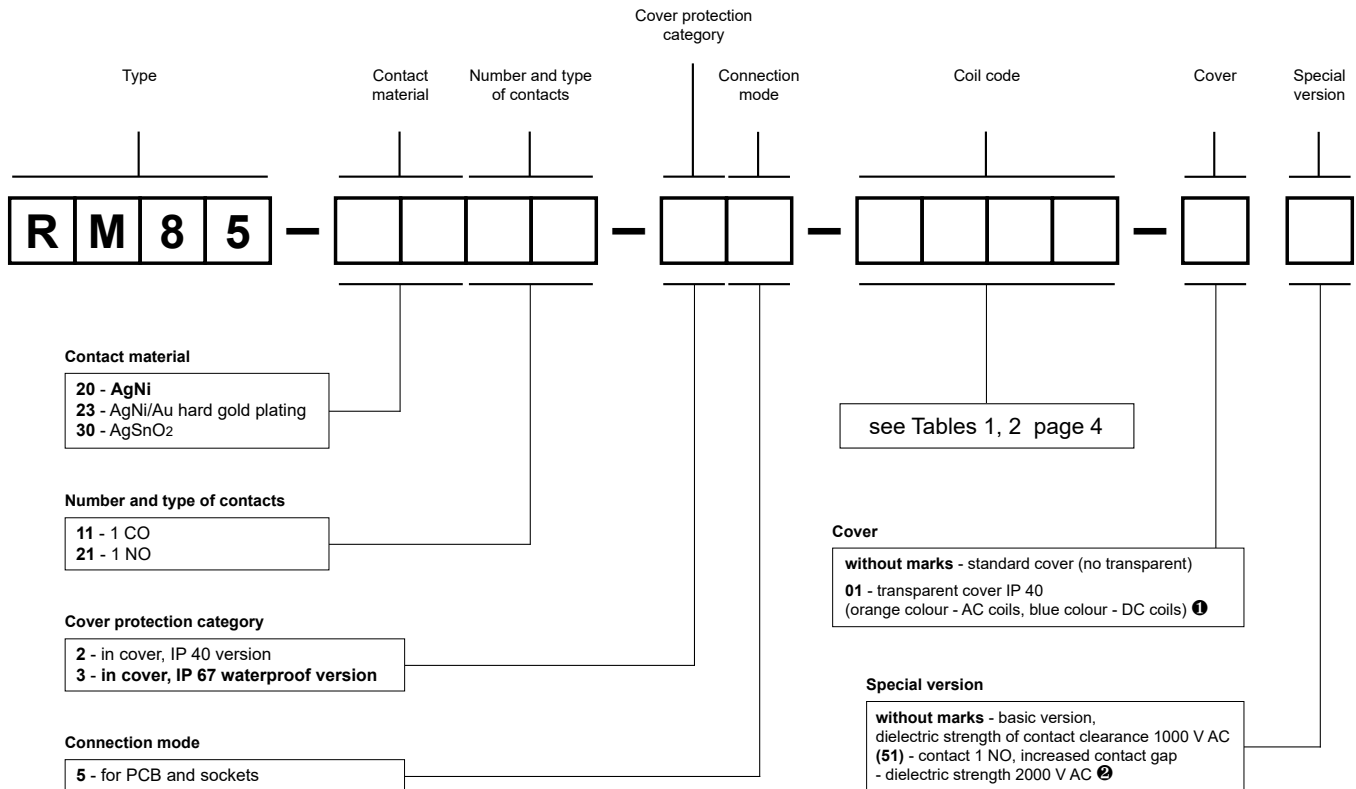 Cover protection
category
Type
Contact
material
Number and type
of contacts
Connection
mode
Coil code
Cover
Special
version
R M 8 5 – – – –
Contact material
20 - AgNi
23 - AgNi/Au hard gold plating
30 - AgSnO2
see Tables 1, 2 page 4
Number and type of contacts
11 - 1 CO
21 - 1 NO
Cover
without marks - standard cover (no transparent)
01 - transparent cover IP 40
(orange colour - AC coils, blue colour - DC coils) ❶
Cover protection category
2 - in cover, IP 40 version
3 - in cover, IP 67 waterproof version
Special version
without marks - basic version,
dielectric strength of contact clearance 1000 V AC
(51) - contact 1 NO, increased contact gap
- dielectric strength 2000 V AC ❷
Connection mode
5 - for PCB and sockets